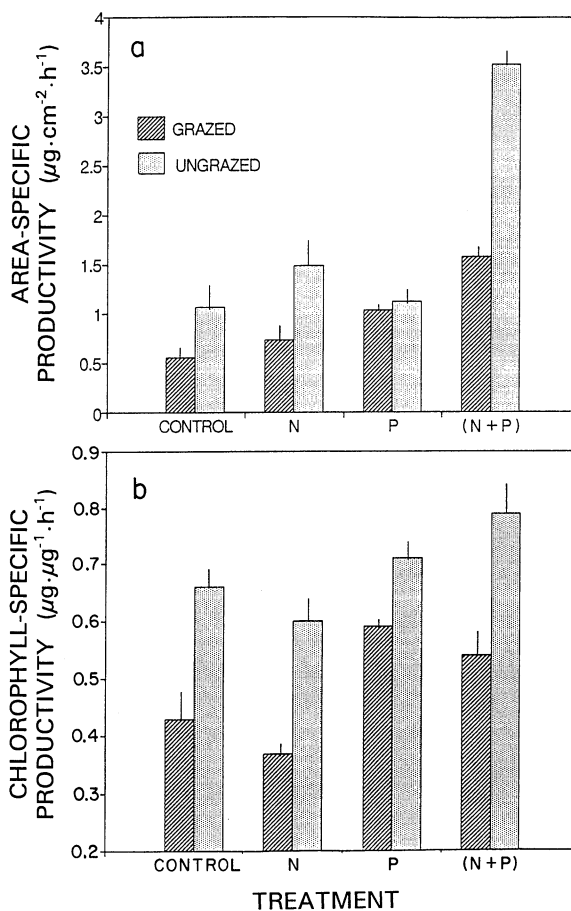 a
GRAZED
UNGRAZED
AREA-SPECIFIC
PRODUCTIVITY (µg·cm⁻²·h⁻¹)
4
3.5
3
2.5
2
1.5
1
0.5
0
CONTROL N P (N+P)
b
CHLOROPHYLL-SPECIFIC
PRODUCTIVITY (µg·µg⁻¹·h⁻¹)
0.9
0.8
0.7
0.6
0.5
0.4
0.3
0.2
CONTROL N P (N+P)
TREATMENT